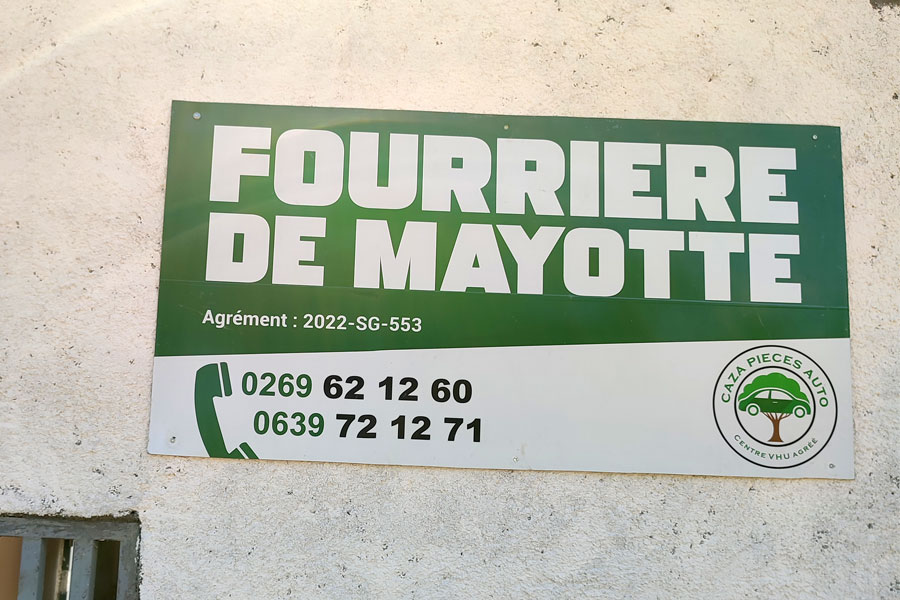 FOURRIERE
DE MAYOTTE
Agrément : 2022-SG-553
0269 62 12 60
0639 72 12 71
CAZA PIECES AUTO
CENTRE VHU AGRÉÉ